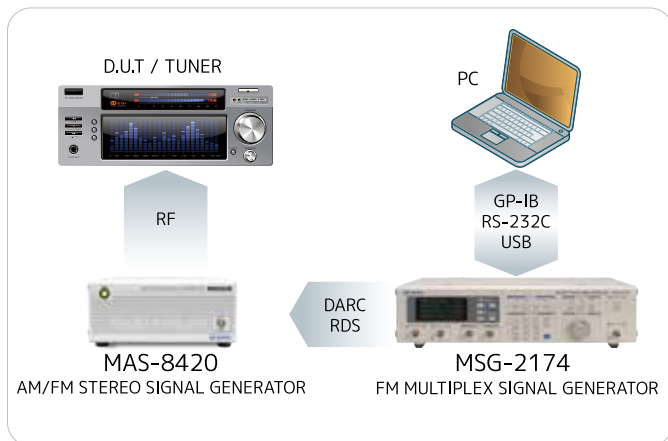 D.U.T / TUNER
PC
RF
GP-IB
RS-232C
USB
DARC
RDS
MAS-8420
AM/FM STEREO SIGNAL GENERATOR
MSG-2174
FM MULTIPLEX SIGNAL GENERATOR